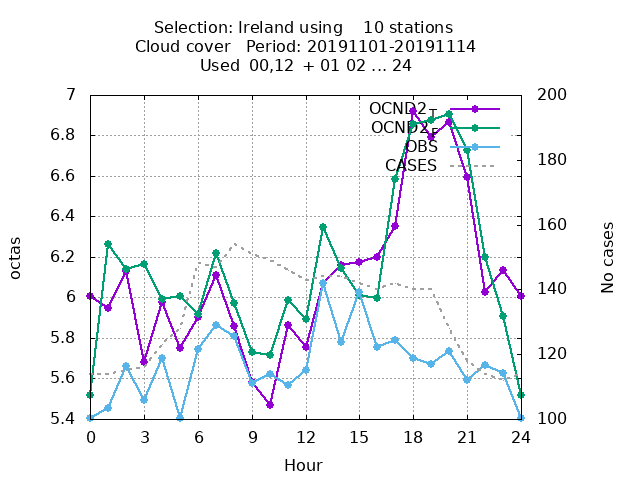 Selection: Ireland using 10 stations
Cloud cover Period: 20191101-20191114
Used 00,12 + 01 02 ... 24
7
6.8
6.6
6.4
6.2
6
5.8
5.6
5.4
octas
200
180
160
140
120
100
No cases
OCND2_T
OCND2_F
OBS
CASES
0 3 6 9 12 15 18 21 24
Hour